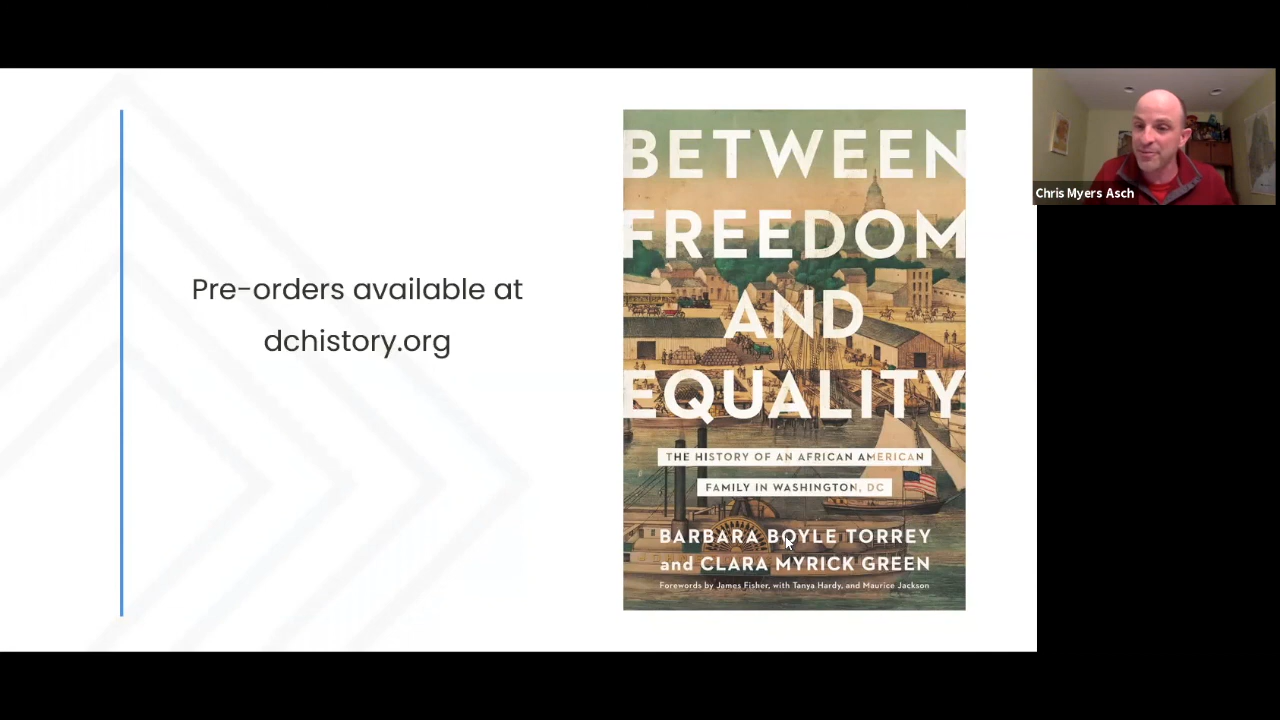 Pre-orders available at
dchistory.org
BETWEEN
FREEDOM
AND
EQUALITY
THE HISTORY OF AN AFRICAN AMERICAN
FAMILY IN WASHINGTON, DC
BARBARA BOYLE TORREY
and CLARA MYRICK GREEN
Forewords by James Fisher, with Tanya Hardy, and Maurice Jackson
Chris Myers Asch